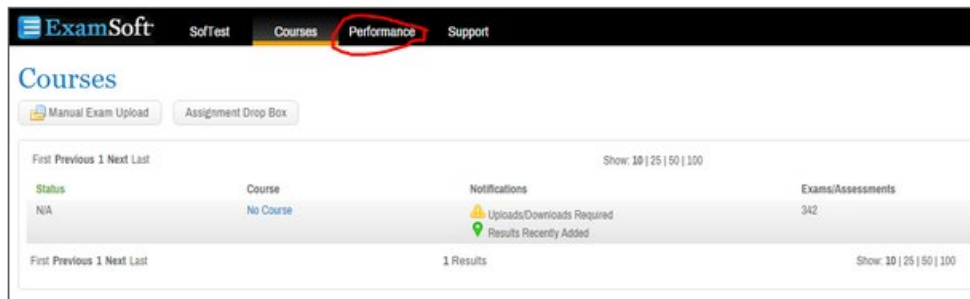 ExamSoft SofTest Courses Performance Support
Courses
Manual Exam Upload Assignment Drop Box
First Previous 1 Next Last Show: 10 | 25 | 50 | 100
Status Course Notifications Exams/Assessments
N/A No Course Uploads/Downloads Required 342
Results Recently Added
First Previous 1 Next Last 1 Results Show: 10 | 25 | 50 | 100